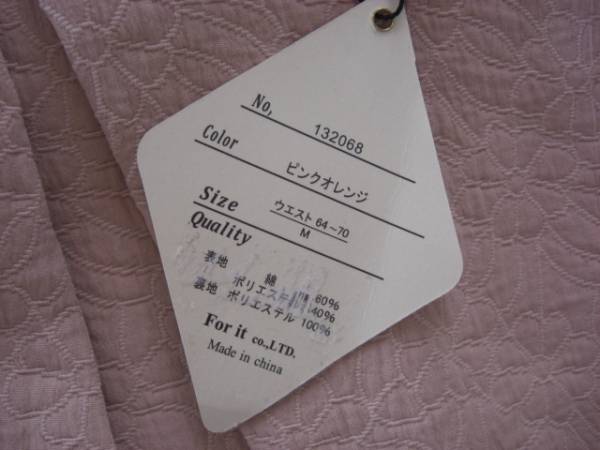 No, 132068
Color ピンクオレンジ
Size ウエスト 64~70
M
Quality
表地 綿 60%
ポリエステル 40%
裏地 ポリエステル 100%
For it co.,LTD.
Made in china